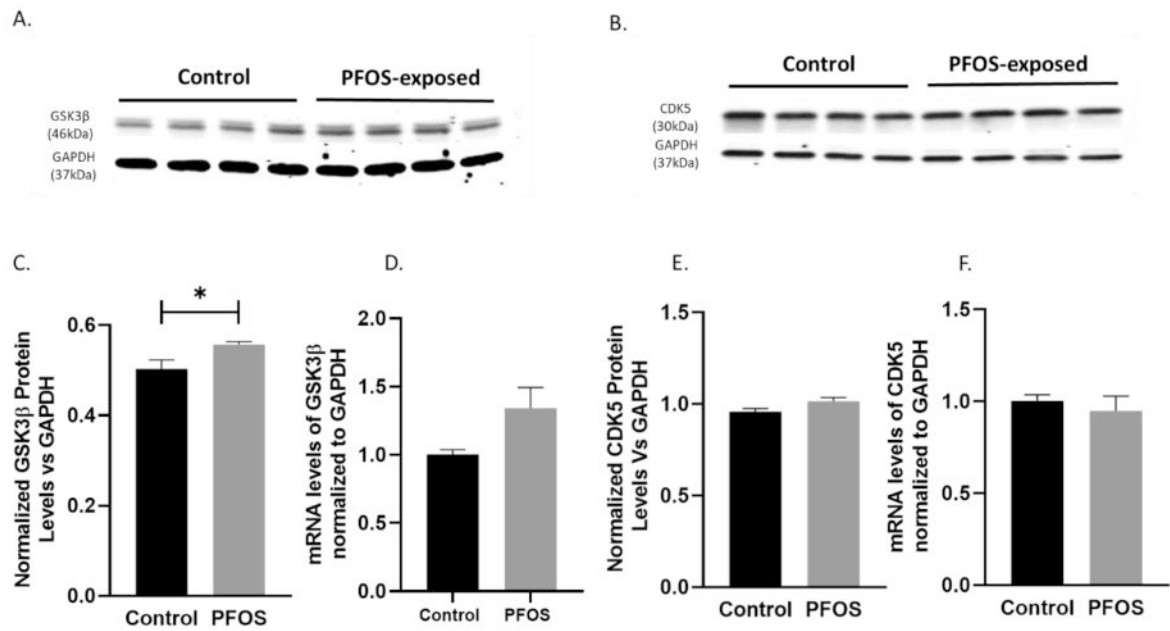 A.
Control PFOS-exposed
GSK3β
(46kDa)
GAPDH
(37kDa)
B.
Control PFOS-exposed
CDK5
(30kDa)
GAPDH
(37kDa)
C.
*
Normalized GSK3β Protein
Levels vs GAPDH
0.6
0.4
0.2
0.0
Control PFOS
D.
mRNA levels of GSK3β
normalized to GAPDH
2.0
1.5
1.0
0.5
0.0
Control PFOS
E.
Normalized CDK5 Protein
Levels Vs GAPDH
1.5
1.0
0.5
0.0
Control PFOS
F.
mRNA levels of CDK5
normalized to GAPDH
1.5
1.0
0.5
0.0
Control PFOS